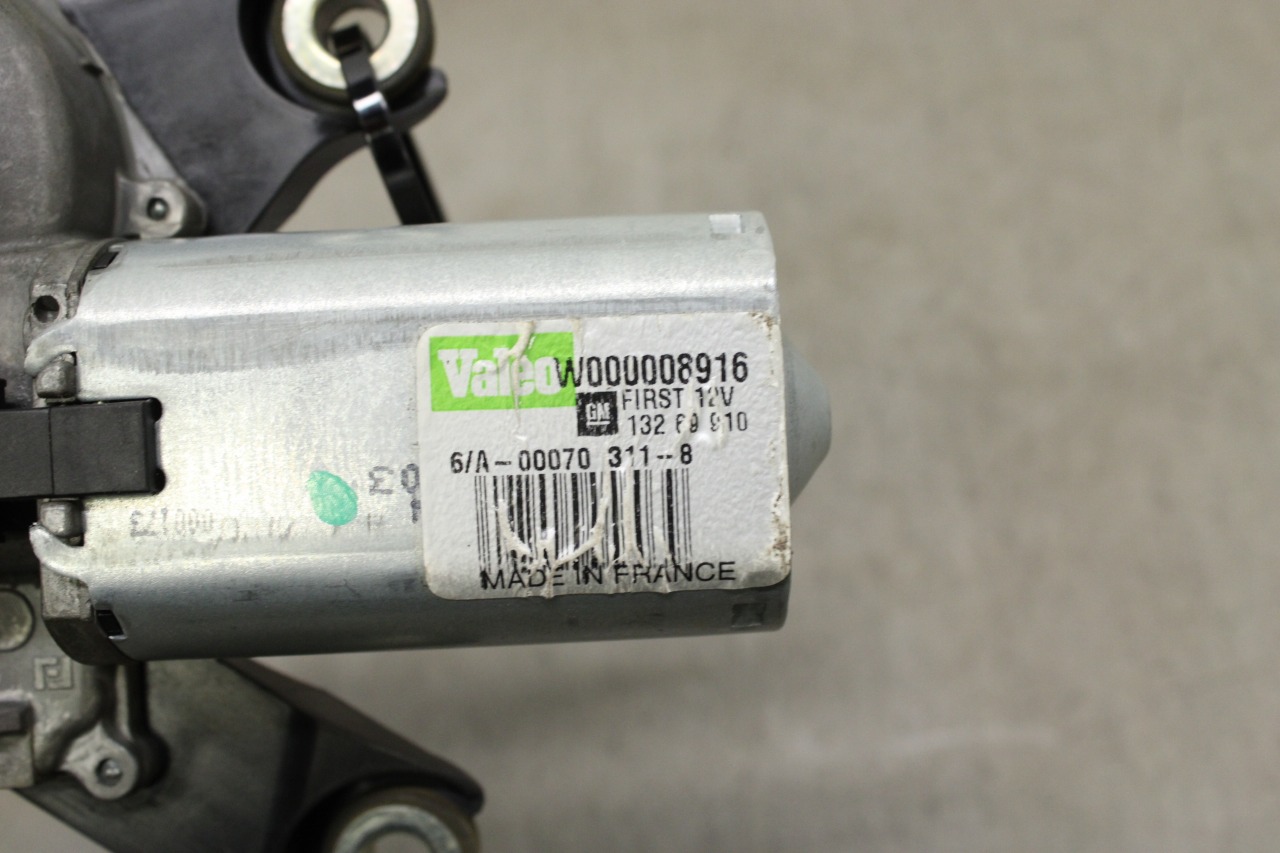 Valeo W000008916
GM FIRST 12V
132 69 910
6/A-00070 311--8
MADE IN FRANCE